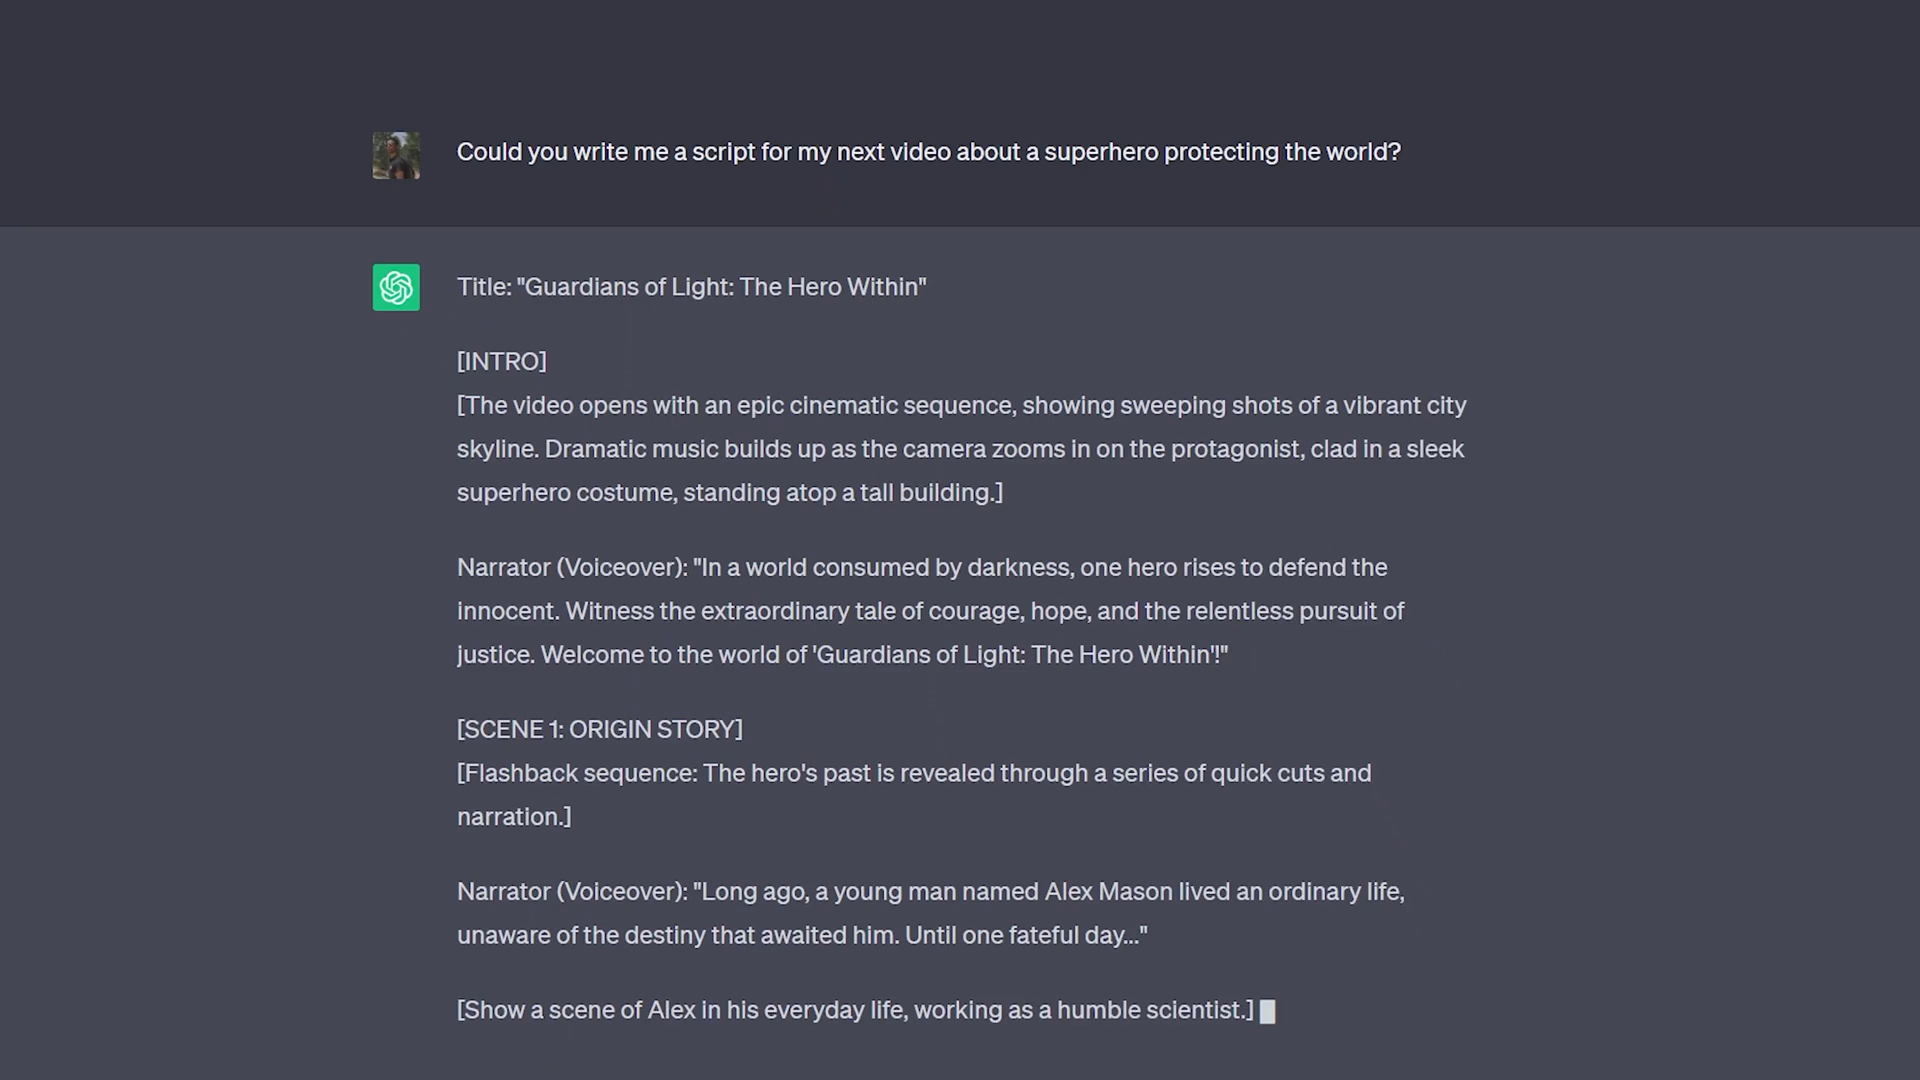 Could you write me a script for my next video about a superhero protecting the world?
Title: "Guardians of Light: The Hero Within"
[INTRO]
[The video opens with an epic cinematic sequence, showing sweeping shots of a vibrant city
skyline. Dramatic music builds up as the camera zooms in on the protagonist, clad in a sleek
superhero costume, standing atop a tall building.]
Narrator (Voiceover): "In a world consumed by darkness, one hero rises to defend the
innocent. Witness the extraordinary tale of courage, hope, and the relentless pursuit of
justice. Welcome to the world of 'Guardians of Light: The Hero Within'!"
[SCENE 1: ORIGIN STORY]
[Flashback sequence: The hero's past is revealed through a series of quick cuts and
narration.]
Narrator (Voiceover): "Long ago, a young man named Alex Mason lived an ordinary life,
unaware of the destiny that awaited him. Until one fateful day..."
[Show a scene of Alex in his everyday life, working as a humble scientist.]